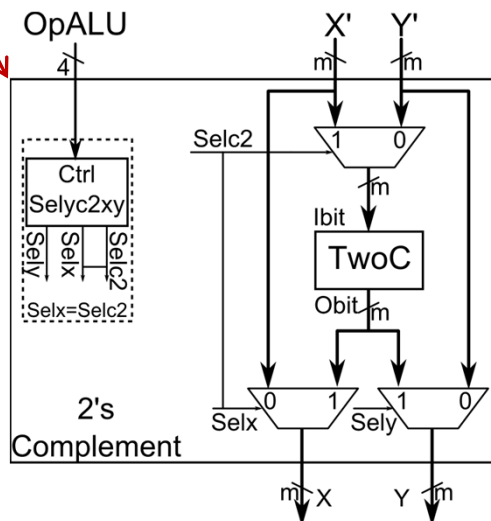 OpALU
X' Y'
4
m m
Selc2
1 0
Ctrl
Selyc2xy
m
Ibit
TwoC
Sely
Selx
Selc2
Obit
m
Selx=Selc2
0 1 1 0
Selx Sely
2's
Complement
m X Y m